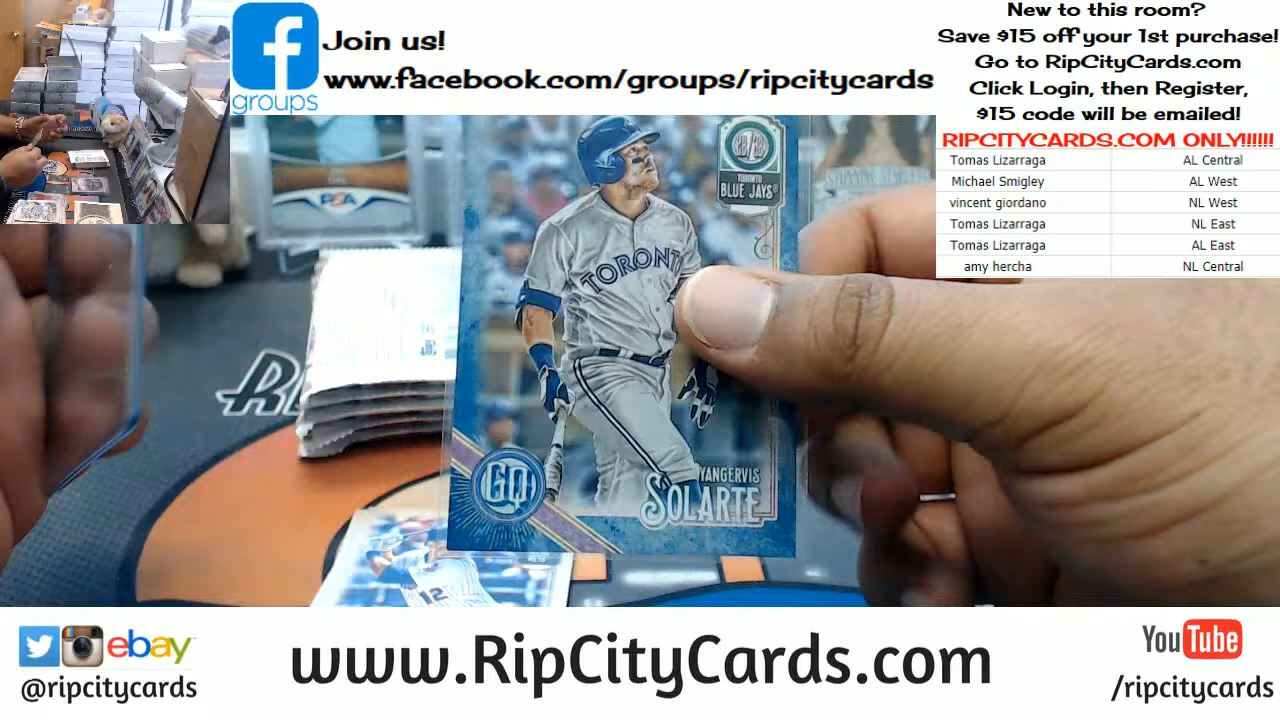 Join us!
www.facebook.com/groups/ripcitycards
groups
New to this room?
Save $15 off your 1st purchase!
Go to RipCityCards.com
Click Login, then Register,
$15 code will be emailed!
RIPCITYCARDS.COM ONLY!!!!!!
Tomas Lizarraga AL Central
Michael Smigley AL West
vincent giordano NL West
Tomas Lizarraga NL East
Tomas Lizarraga AL East
amy hercha NL Central
PSA
TORONTO
BLUE JAYS
TORONTO
GQ
YANGERVIS
SOLARTE
12
ebay
@ripcitycards
www.RipCityCards.com
YouTube
/ripcitycards